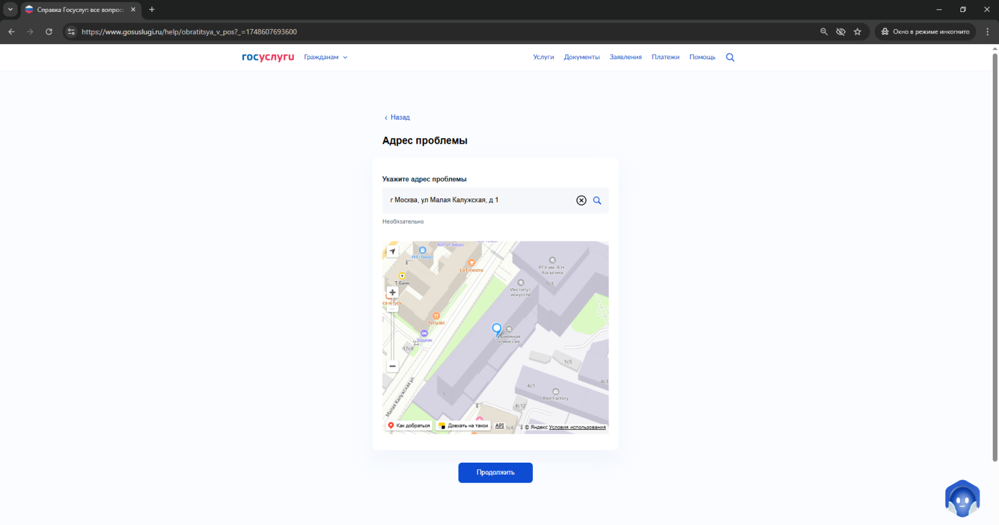 Справка Госуслуг: все вопрос
https://www.gosuslugi.ru/help/obratitsya_v_pos?_=1748607693600
Окно в режиме инкогнито
госуслуги
Гражданам
Услуги
Документы
Заявления
Платежи
Помощь
Назад
Адрес проблемы
Укажите адрес проблемы
г Москва, ул Малая Калужская, д 1
Необязательно
АйТи бюро
HiFi бюро
La Finestra
РГУ им. А.Н.
Косыгина
Т Банк
1с3
Институт
искусств
Teriyaki
Зодиак
Приёмная
комиссия
17с4
1с5
4с3
4с1
Red Factory
4с12
1
Малая Калужская ул.
Как добраться
Доехать на такси
API
1с4
© Яндекс Условия использования
Продолжить